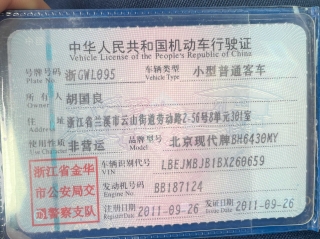 中华人民共和国机动车行驶证
Vehicle License of the People's Republic of China
号牌号码 浙GWL095 车辆类型 小型普通客车
Plate No. Vehicle Type
所有人 胡国良
Owner
住址 浙江省兰溪市云山街道劳动路2-56号8单元301室
Address
使用性质 非营运 品牌型号 北京现代牌BH6430MY
Use Character Model
浙江省金华
市公安局交
警察支队
车辆识别代号 LBEJMBJB1BX260659
VIN
发动机号码 BB187124
Engine No.
注册日期 2011-09-26 发证日期 2011-09-26
Register Date Issue Date